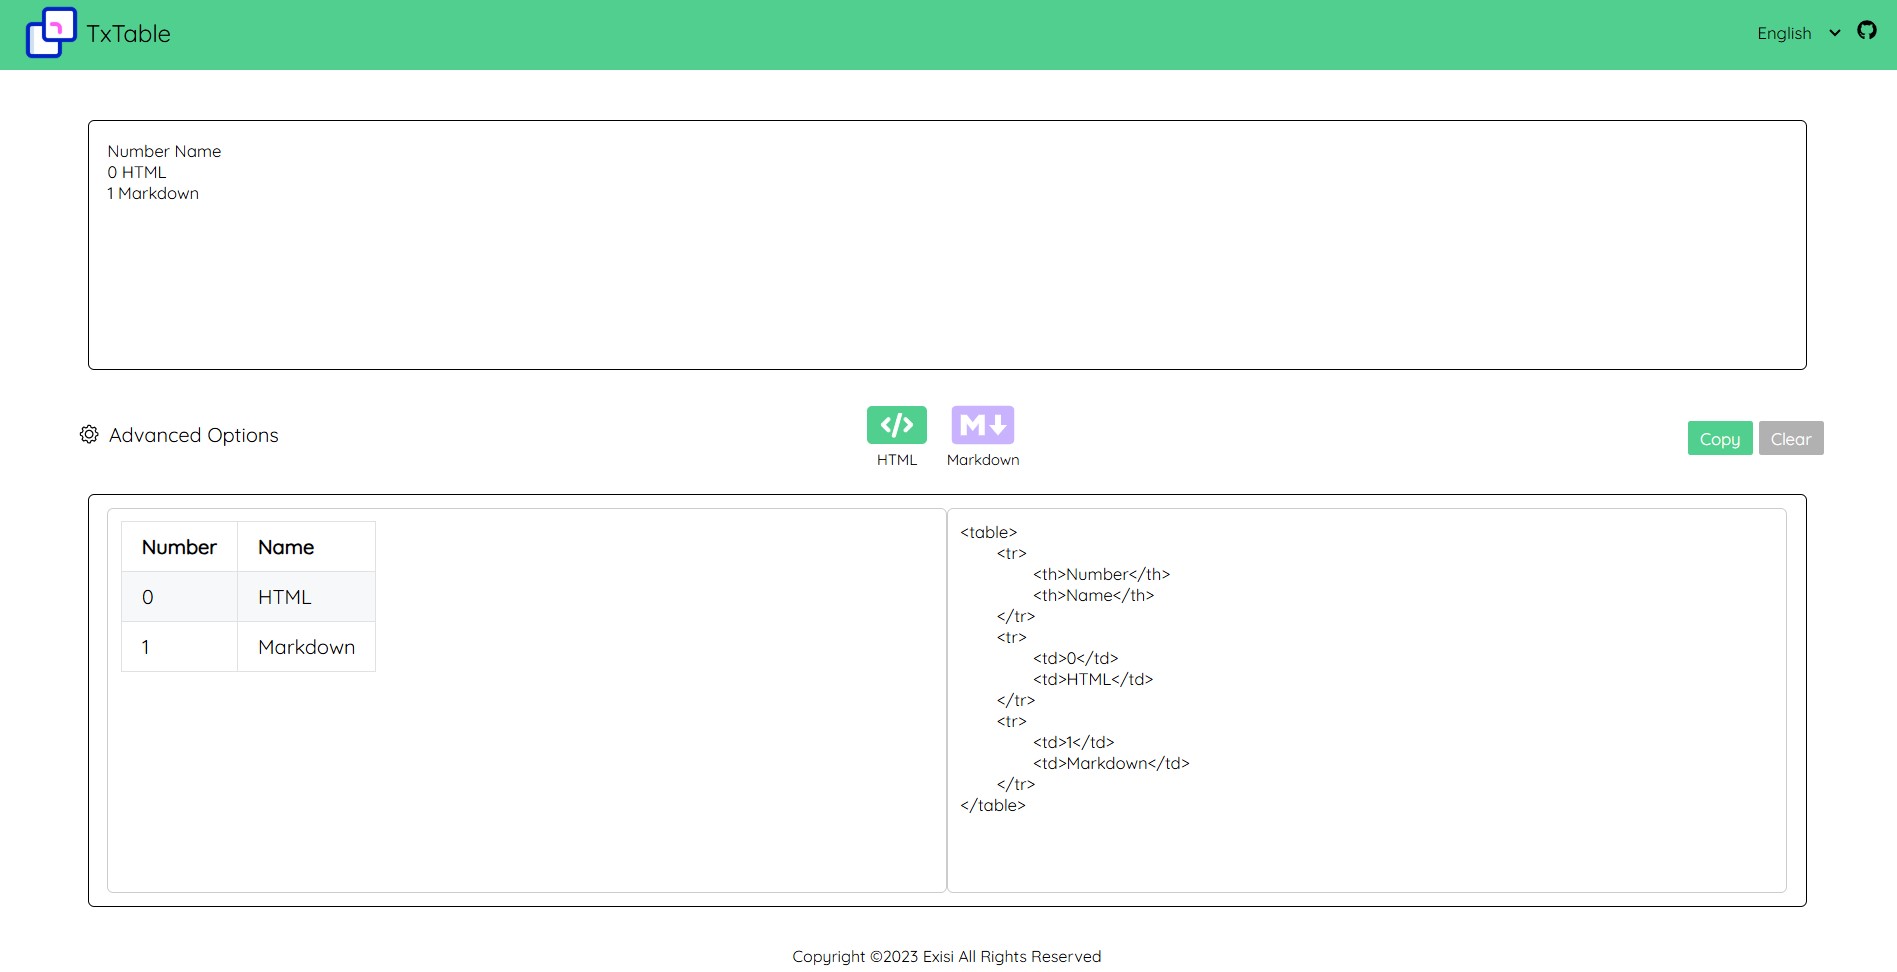 TxTable
English
Number Name
0 HTML
1 Markdown
Advanced Options
</>
HTML
M
Markdown
Copy
Clear
Number Name
0 HTML
1 Markdown
<table>
<tr>
<th>Number</th>
<th>Name</th>
</tr>
<tr>
<td>0</td>
<td>HTML</td>
</tr>
<tr>
<td>1</td>
<td>Markdown</td>
</tr>
</table>
Copyright ©2023 Exisi All Rights Reserved